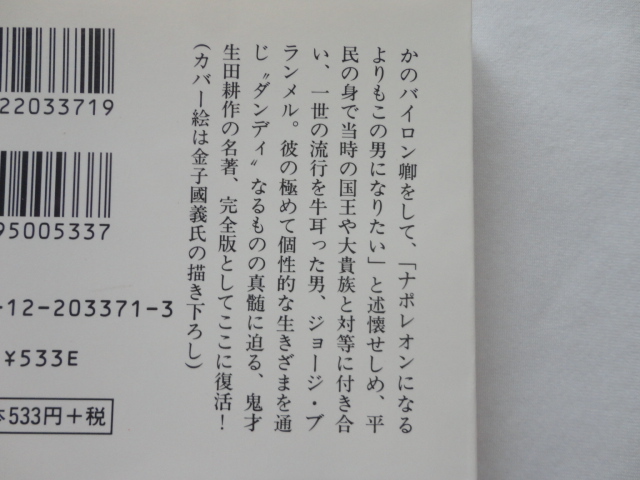 かのバイロン卿をして、「ナポレオンになる
よりもこの男になりたい」と述懐せしめ、平
民の身で当時の国王や大貴族と対等に付き合
い、一世の流行を牛耳った男、ジョージ・ブ
ランメル。彼の極めて個性的な生きざまを通
じ〝ダンディ〟なるものの真髄に迫る、鬼才
生田耕作の名著、完全版としてここに復活!
(カバー絵は金子國義氏の描き下ろし)
22033719
95005337
-12-203371-3
¥533E
本533円+税